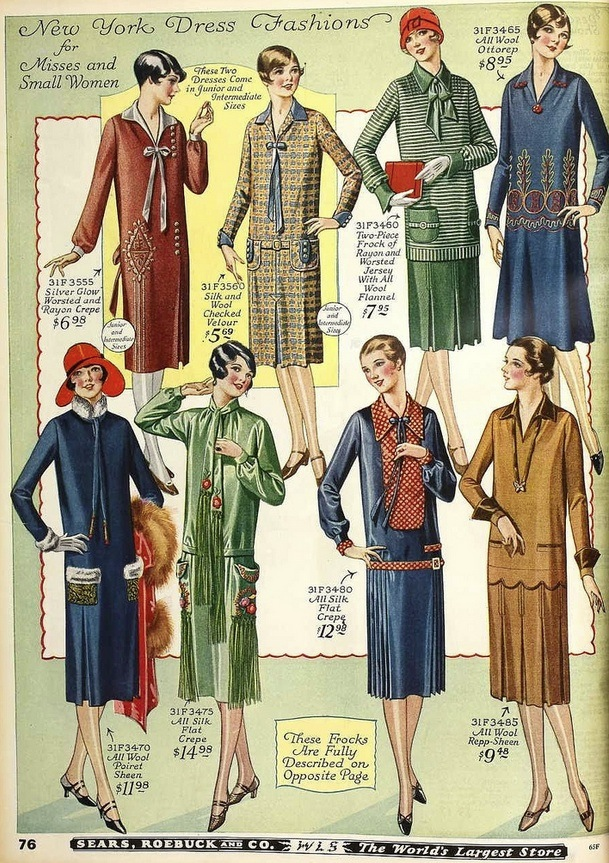 New York Dress Fashions
for
Misses and
Small Women
These Two
Dresses Come
in Junior and
Intermediate
Sizes
31F3465
All Wool
Ottorep
$8.95
31F3555
Silver Glow
Worsted and
Rayon Crepe
$6.98
Junior
and
Intermediate
Sizes
31F3560
Silk and
Wool
Checked
Velour
$5.69
Junior
and
Intermediate
Sizes
31F3460
Two-Piece
Frock of
Rayon and
Worsted
Jersey
With All
Wool
Flannel
$7.95
31F3470
All Wool
Poiret
Sheen
$11.98
31F3475
All Silk
Flat
Crepe
$14.98
31F3480
All Silk
Flat
Crepe
$12.98
31F3485
All Wool
Repp-Sheen
$9.48
These Frocks
Are Fully
Described on
Opposite Page
76
SEARS, ROEBUCK AND CO. WLS The World's Largest Store
65F